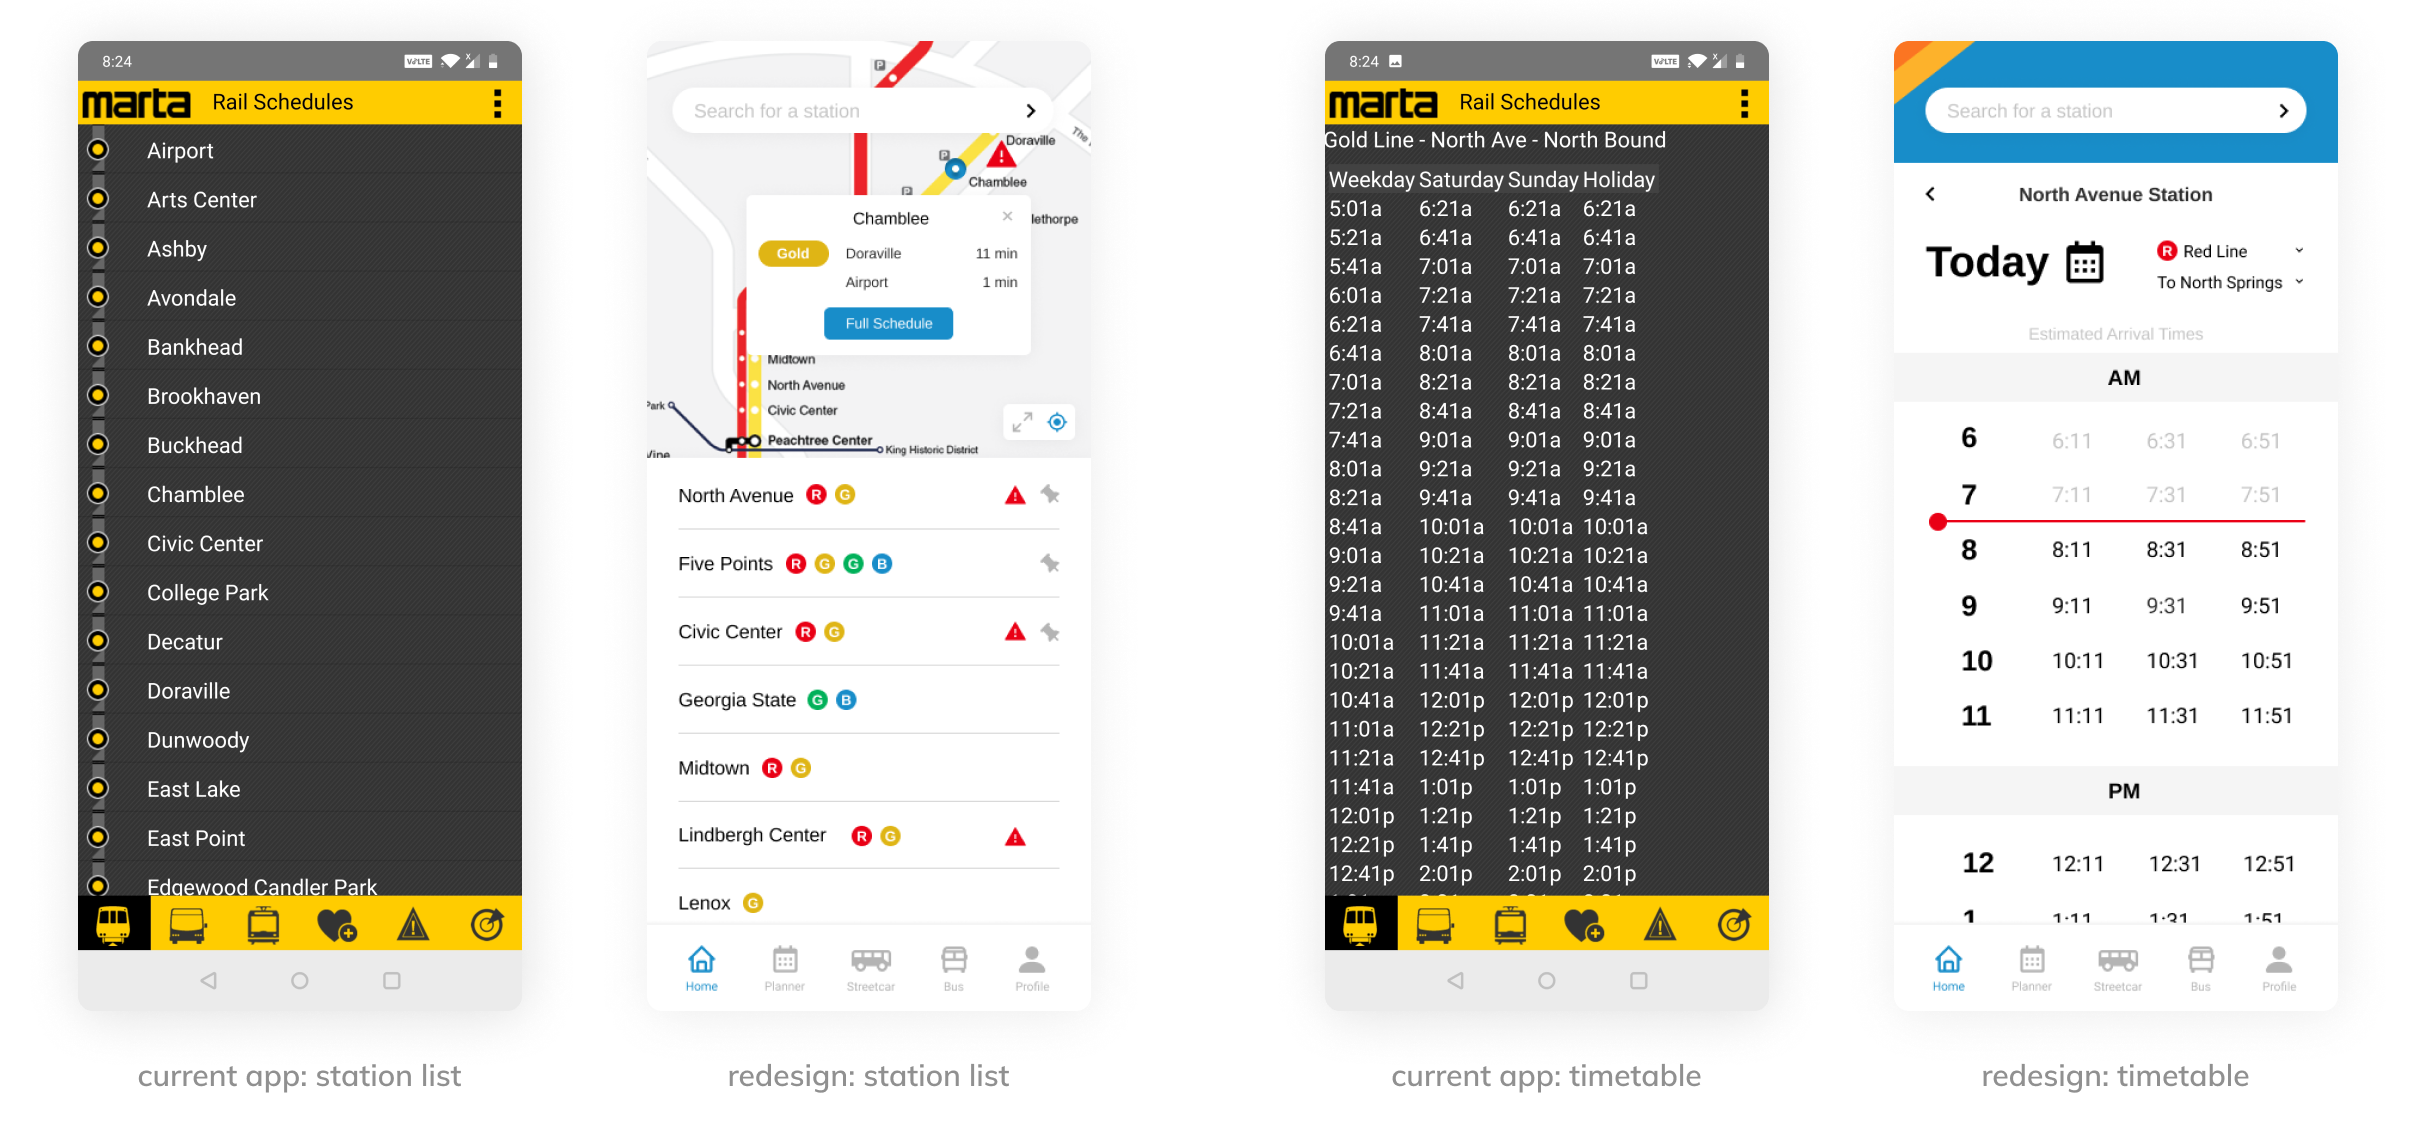 8:24
VoLTE
marta Rail Schedules
Airport
Arts Center
Ashby
Avondale
Bankhead
Brookhaven
Buckhead
Chamblee
Civic Center
College Park
Decatur
Doraville
Dunwoody
East Lake
East Point
Edgewood Candler Park
current app: station list
P
Search for a station
The
Doraville
P
Chamble​e
P
lethorpe
Chamblee ×
Gold Doraville 11 min
Airport 1 min
Full Schedule
Midtown
North Avenue
Park
Civic Center
Peachtree Center
King Historic District
Vine
North Avenue R G
Five Points R G G B
Civic Center R G
Georgia State G B
Midtown R G
Lindbergh Center R G
Lenox G
Home Planner Streetcar Bus Profile
redesign: station list
8:24
VoLTE
marta Rail Schedules
Gold Line - North Ave - North Bound
Weekday Saturday Sunday Holiday
5:01a 6:21a 6:21a 6:21a
5:21a 6:41a 6:41a 6:41a
5:41a 7:01a 7:01a 7:01a
6:01a 7:21a 7:21a 7:21a
6:21a 7:41a 7:41a 7:41a
6:41a 8:01a 8:01a 8:01a
7:01a 8:21a 8:21a 8:21a
7:21a 8:41a 8:41a 8:41a
7:41a 9:01a 9:01a 9:01a
8:01a 9:21a 9:21a 9:21a
8:21a 9:41a 9:41a 9:41a
8:41a 10:01a 10:01a 10:01a
9:01a 10:21a 10:21a 10:21a
9:21a 10:41a 10:41a 10:41a
9:41a 11:01a 11:01a 11:01a
10:01a 11:21a 11:21a 11:21a
10:21a 11:41a 11:41a 11:41a
10:41a 12:01p 12:01p 12:01p
11:01a 12:21p 12:21p 12:21p
11:21a 12:41p 12:41p 12:41p
11:41a 1:01p 1:01p 1:01p
12:01p 1:21p 1:21p 1:21p
12:21p 1:41p 1:41p 1:41p
12:41p 2:01p 2:01p 2:01p
current app: timetable
Search for a station
North Avenue Station
Today
R Red Line
To North Springs
Estimated Arrival Times
AM
6 6:11 6:31 6:51
7 7:11 7:31 7:51
8 8:11 8:31 8:51
9 9:11 9:31 9:51
10 10:11 10:31 10:51
11 11:11 11:31 11:51
PM
12 12:11 12:31 12:51
1 1:11 1:31 1:51
Home Planner Streetcar Bus Profile
redesign: timetable